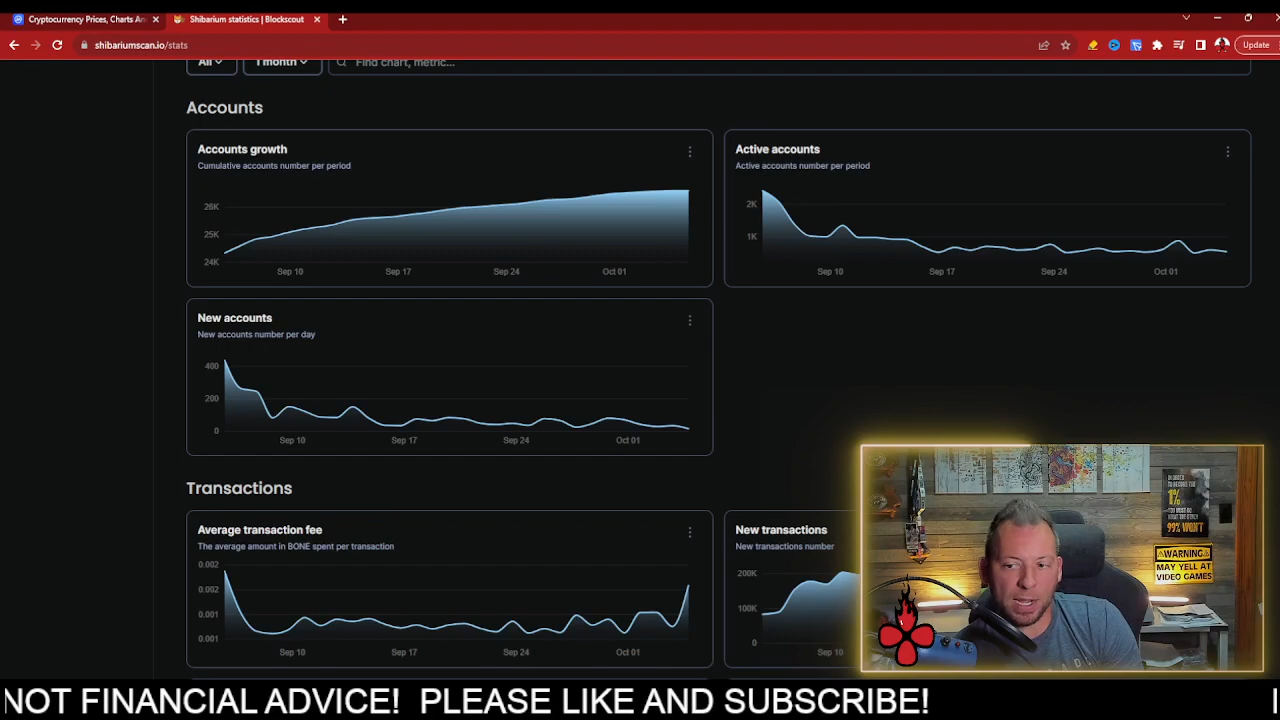 Cryptocurrency Prices, Charts An
Shibarium statistics | Blockscout
shibariumscan.io/stats
Update
All
1 month
Find chart, metric...
Accounts
Accounts growth
Cumulative accounts number per period
26K
25K
24K
Sep 10
Sep 17
Sep 24
Oct 01
Active accounts
Active accounts number per period
2K
1K
Sep 10
Sep 17
Sep 24
Oct 01
New accounts
New accounts number per day
400
200
0
Sep 10
Sep 17
Sep 24
Oct 01
Transactions
Average transaction fee
The average amount in BONE spent per transaction
0.002
0.002
0.001
0.001
Sep 10
Sep 17
Sep 24
Oct 01
New transactions
New transactions number
200K
100K
0
Sep 10
1%
99% WON'T
WARNING
MAY YELL AT
VIDEO GAMES
NOT FINANCIAL ADVICE! PLEASE LIKE AND SUBSCRIBE!